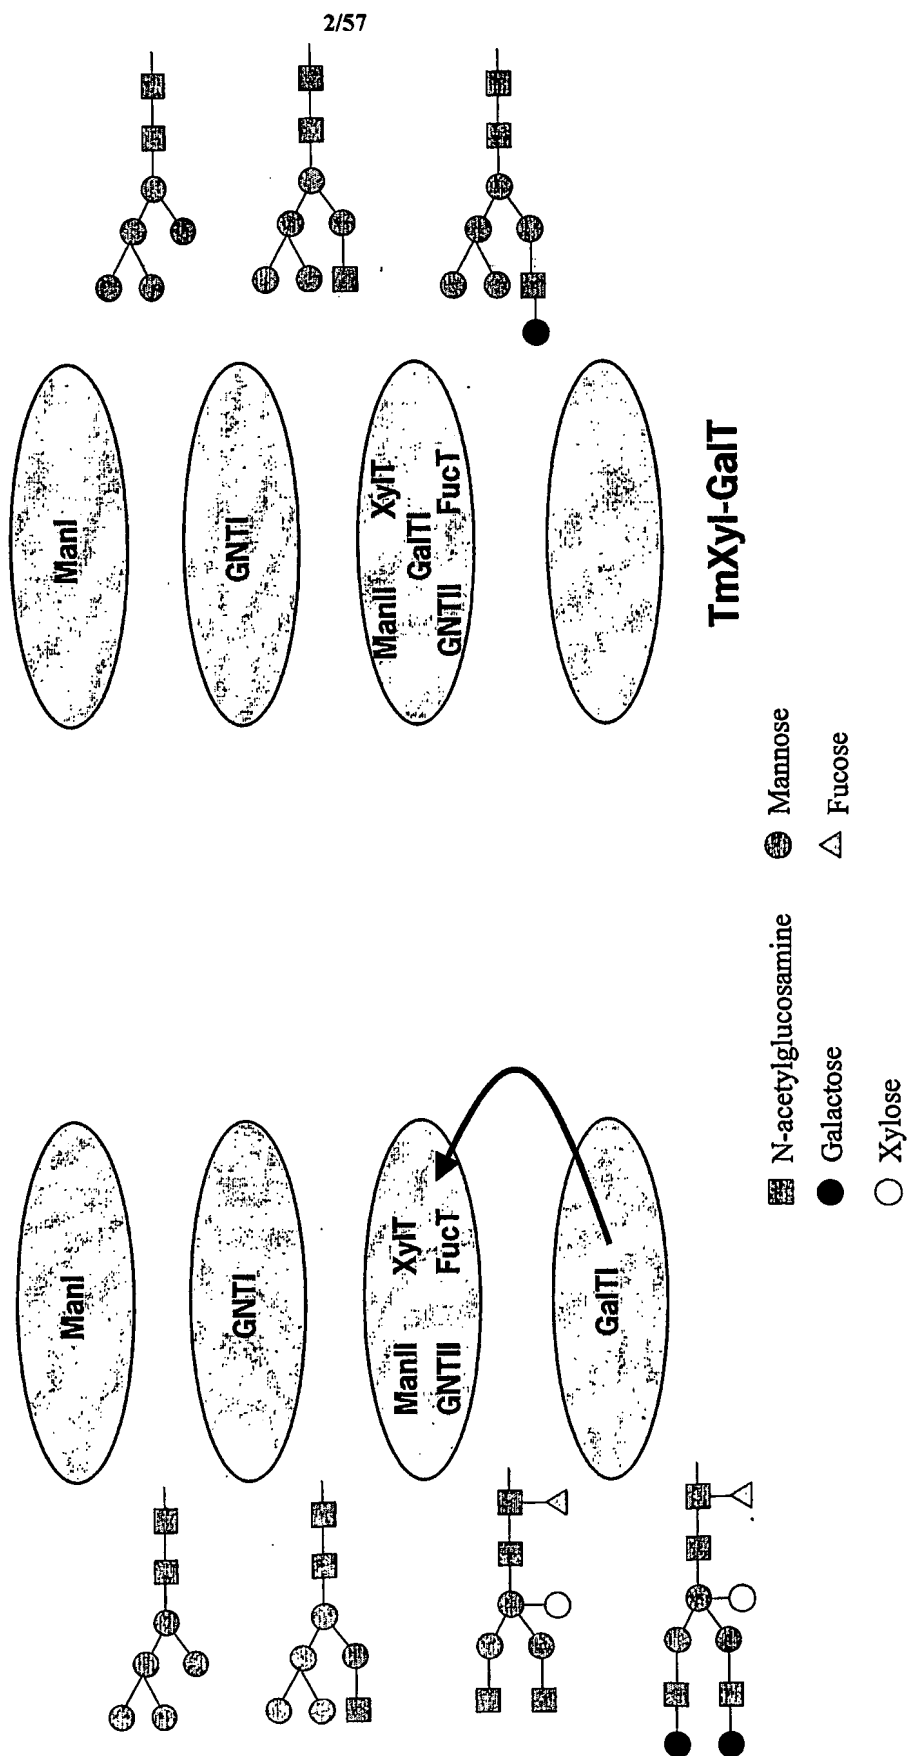 2/57
ManI
GNTI
ManII XylT
GNTII FucT
GalTI
ManI
GNTI
ManII XylT
GalTI
GNTII FucT
TmXyl-GalT
N-acetylglucosamine
Mannose
Galactose
Fucose
Xylose